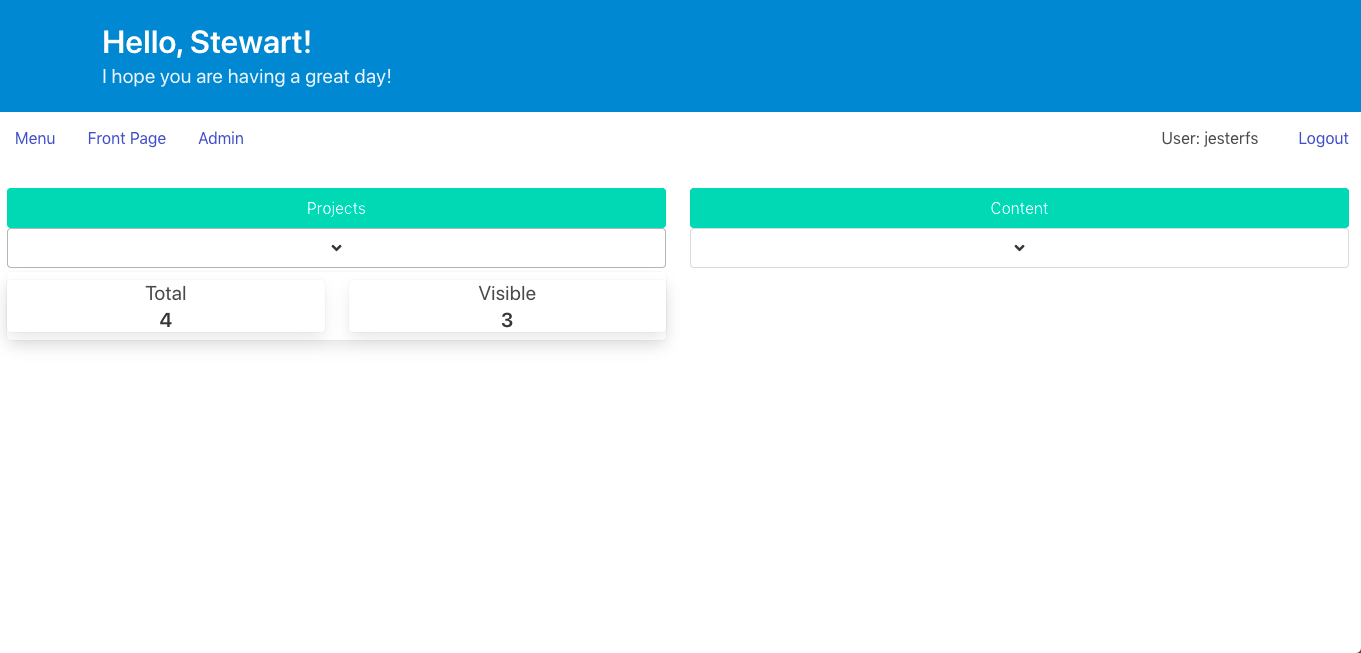 Hello, Stewart!
I hope you are having a great day!
Menu Front Page Admin User: jesterfs Logout
Projects
Content
Total
4
Visible
3